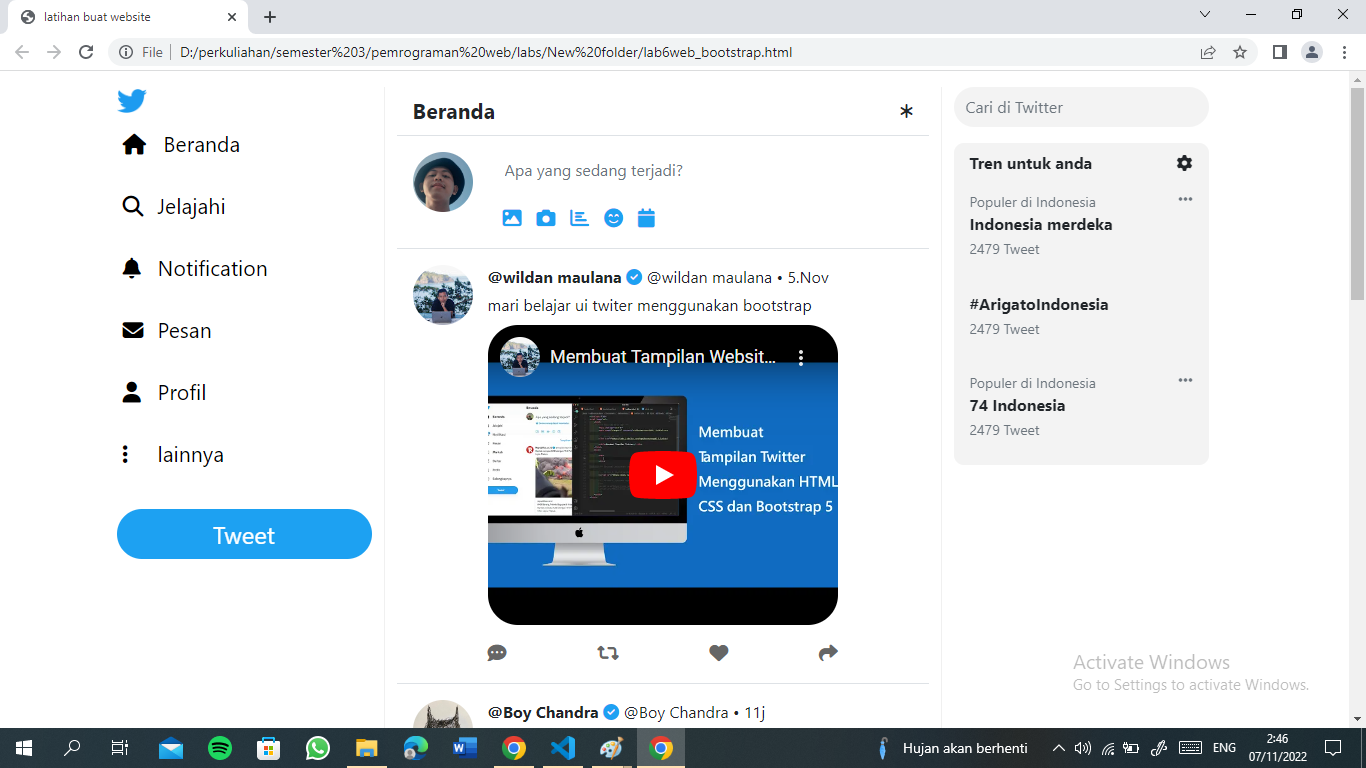 latihan buat website
File
D:/perkuliahan/semester%203/pemrograman%20web/labs/New%20folder/lab6web_bootstrap.html
Beranda
Jelajahi
Notification
Pesan
Profil
lainnya
Tweet
Beranda
Apa yang sedang terjadi?
@wildan maulana @wildan maulana • 5.Nov
mari belajar ui twiter menggunakan bootstrap
Membuat Tampilan Websit...
Membuat
Tampilan Twitter
Menggunakan HTML
CSS dan Bootstrap 5
@Boy Chandra @Boy Chandra • 11j
Cari di Twitter
Tren untuk anda
Populer di Indonesia
Indonesia merdeka
2479 Tweet
#ArigatoIndonesia
2479 Tweet
Populer di Indonesia
74 Indonesia
2479 Tweet
Activate Windows
Go to Settings to activate Windows.
Hujan akan berhenti
ENG
2:46
07/11/2022